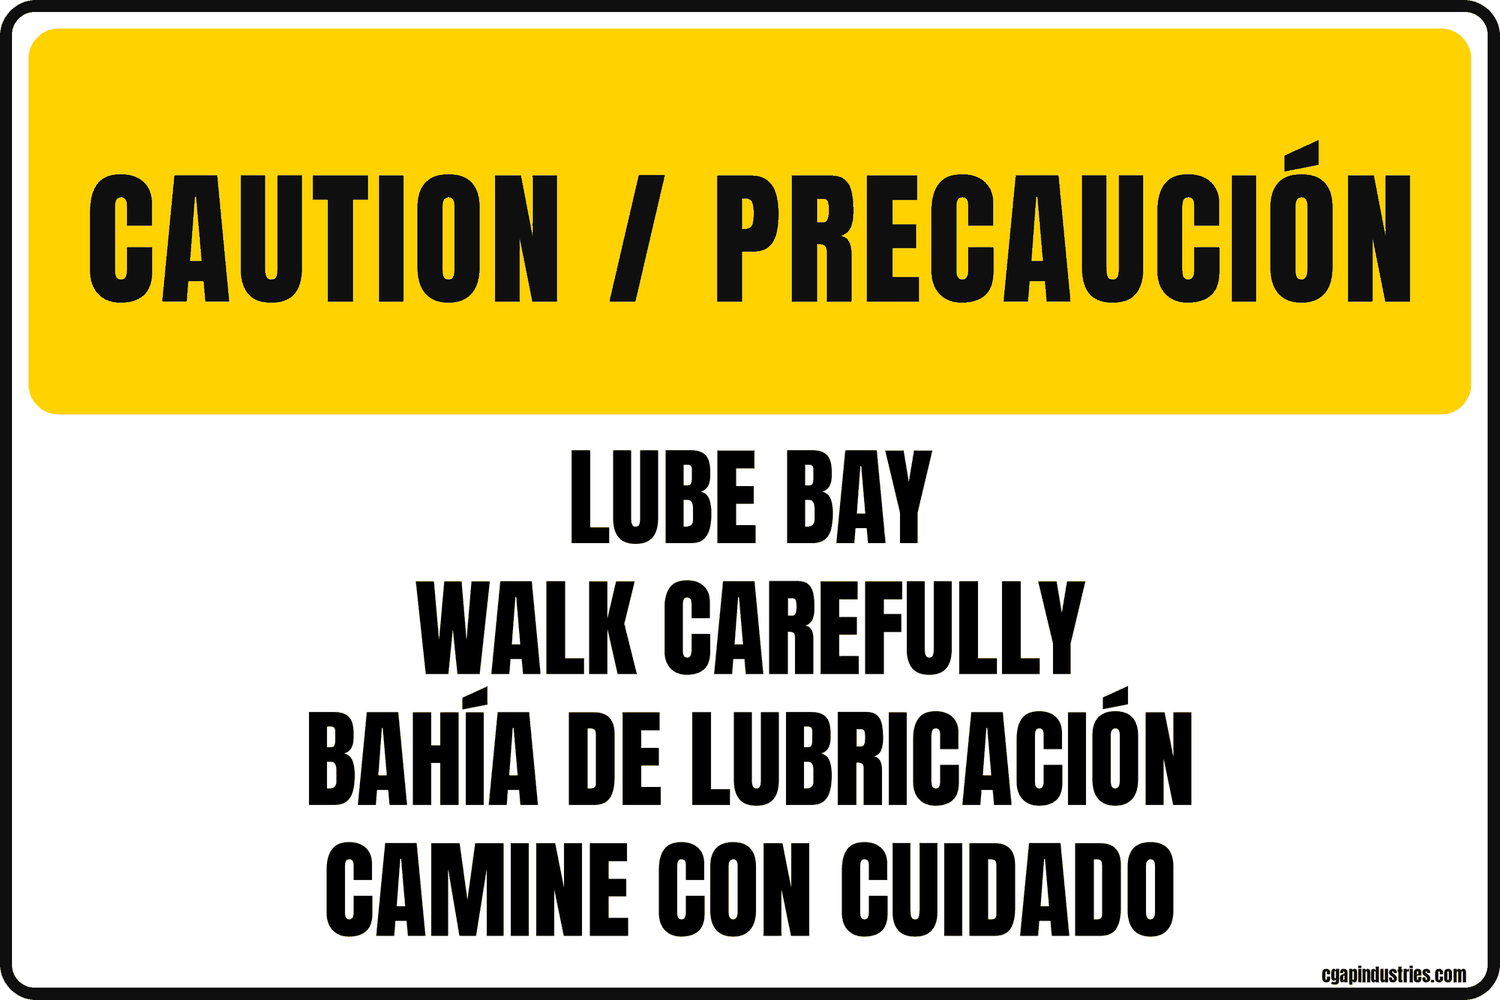 CAUTION / PRECAUCIÓN
LUBE BAY
WALK CAREFULLY
BAHÍA DE LUBRICACIÓN
CAMINE CON CUIDADO
cgapindustries.com